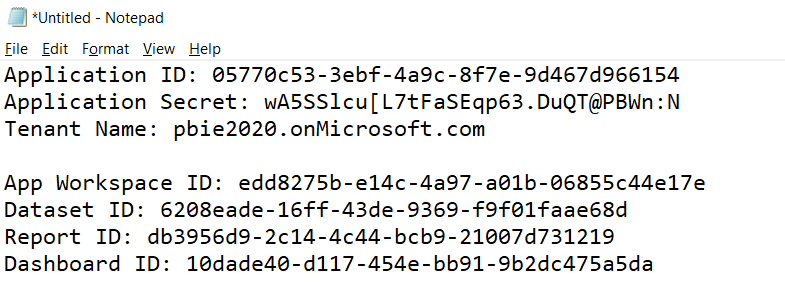 *Untitled - Notepad
File Edit Format View Help
Application ID: 05770c53-3ebf-4a9c-8f7e-9d467d966154
Application Secret: wA5SSlcu[L7tFaSEqp63.DuQT@PBWn:N
Tenant Name: pbie2020.onMicrosoft.com
App Workspace ID: edd8275b-e14c-4a97-a01b-06855c44e17e
Dataset ID: 6208eade-16ff-43de-9369-f9f01faae68d
Report ID: db3956d9-2c14-4c44-bcb9-21007d731219
Dashboard ID: 10dade40-d117-454e-bb91-9b2dc475a5da